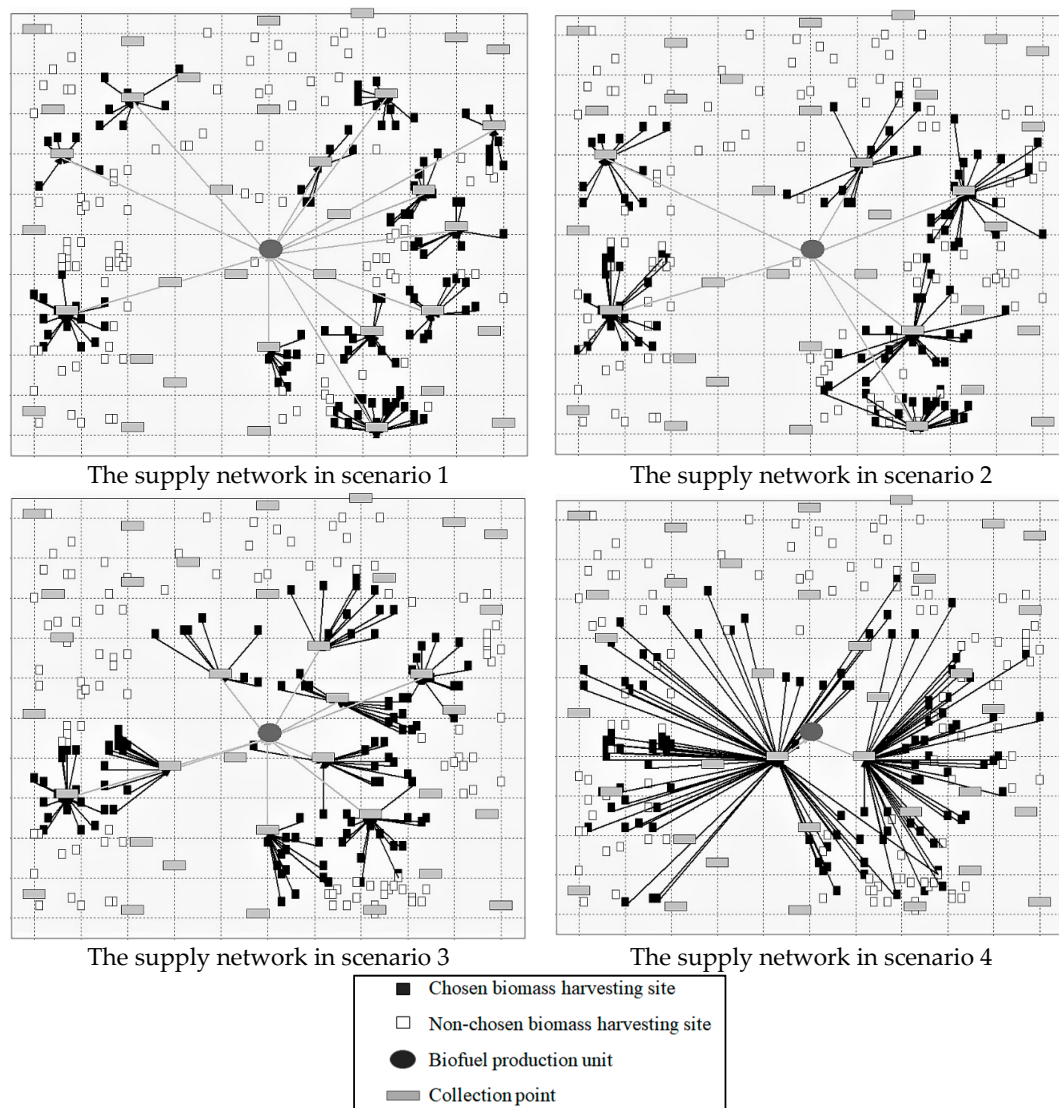 The supply network in scenario 1
The supply network in scenario 2
The supply network in scenario 3
The supply network in scenario 4
Chosen biomass harvesting site
Non-chosen biomass harvesting site
Biofuel production unit
Collection point